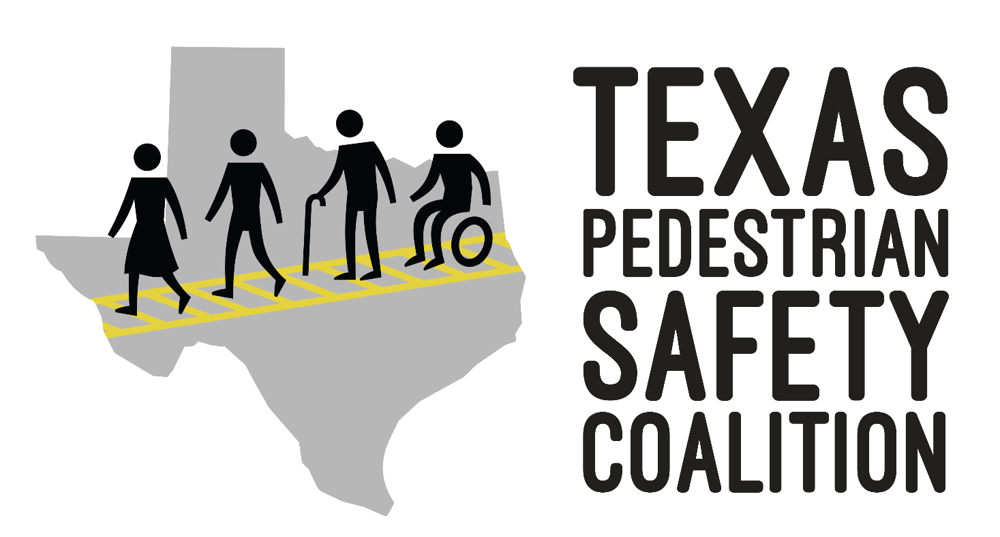 TEXAS
PEDESTRIAN
SAFETY
COALITION